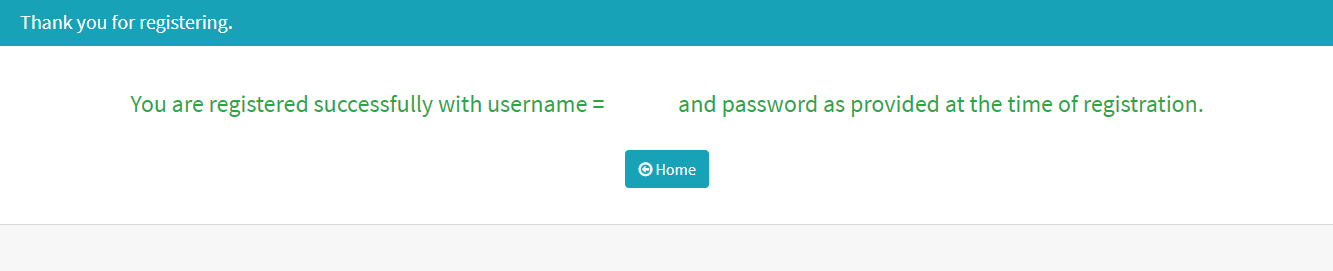 Thank you for registering.
You are registered successfully with username = and password as provided at the time of registration.
Home